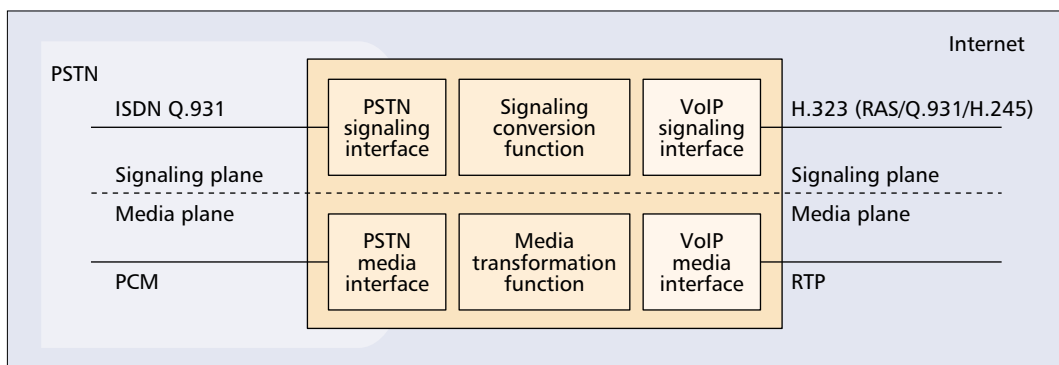 Internet
PSTN
ISDN Q.931
PSTN
signaling
interface
Signaling
conversion
function
VoIP
signaling
interface
H.323 (RAS/Q.931/H.245)
Signaling plane
Signaling plane
Media plane
Media plane
PSTN
media
interface
Media
transformation
function
VoIP
media
interface
PCM
RTP